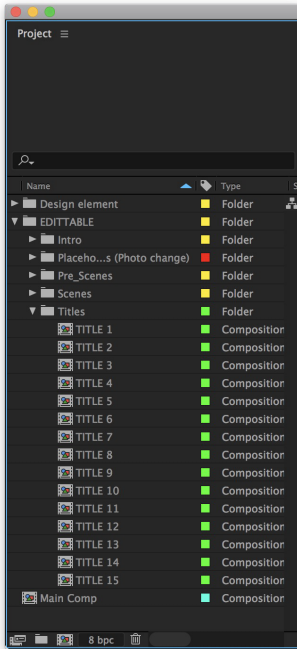 Project
Name Type S
Design element Folder
EDITTABLE Folder
Intro Folder
Placeho...s (Photo change) Folder
Pre_Scenes Folder
Scenes Folder
Titles Folder
TITLE 1 Composition
TITLE 2 Composition
TITLE 3 Composition
TITLE 4 Composition
TITLE 5 Composition
TITLE 6 Composition
TITLE 7 Composition
TITLE 8 Composition
TITLE 9 Composition
TITLE 10 Composition
TITLE 11 Composition
TITLE 12 Composition
TITLE 13 Composition
TITLE 14 Composition
TITLE 15 Composition
Main Comp Composition
8 bpc